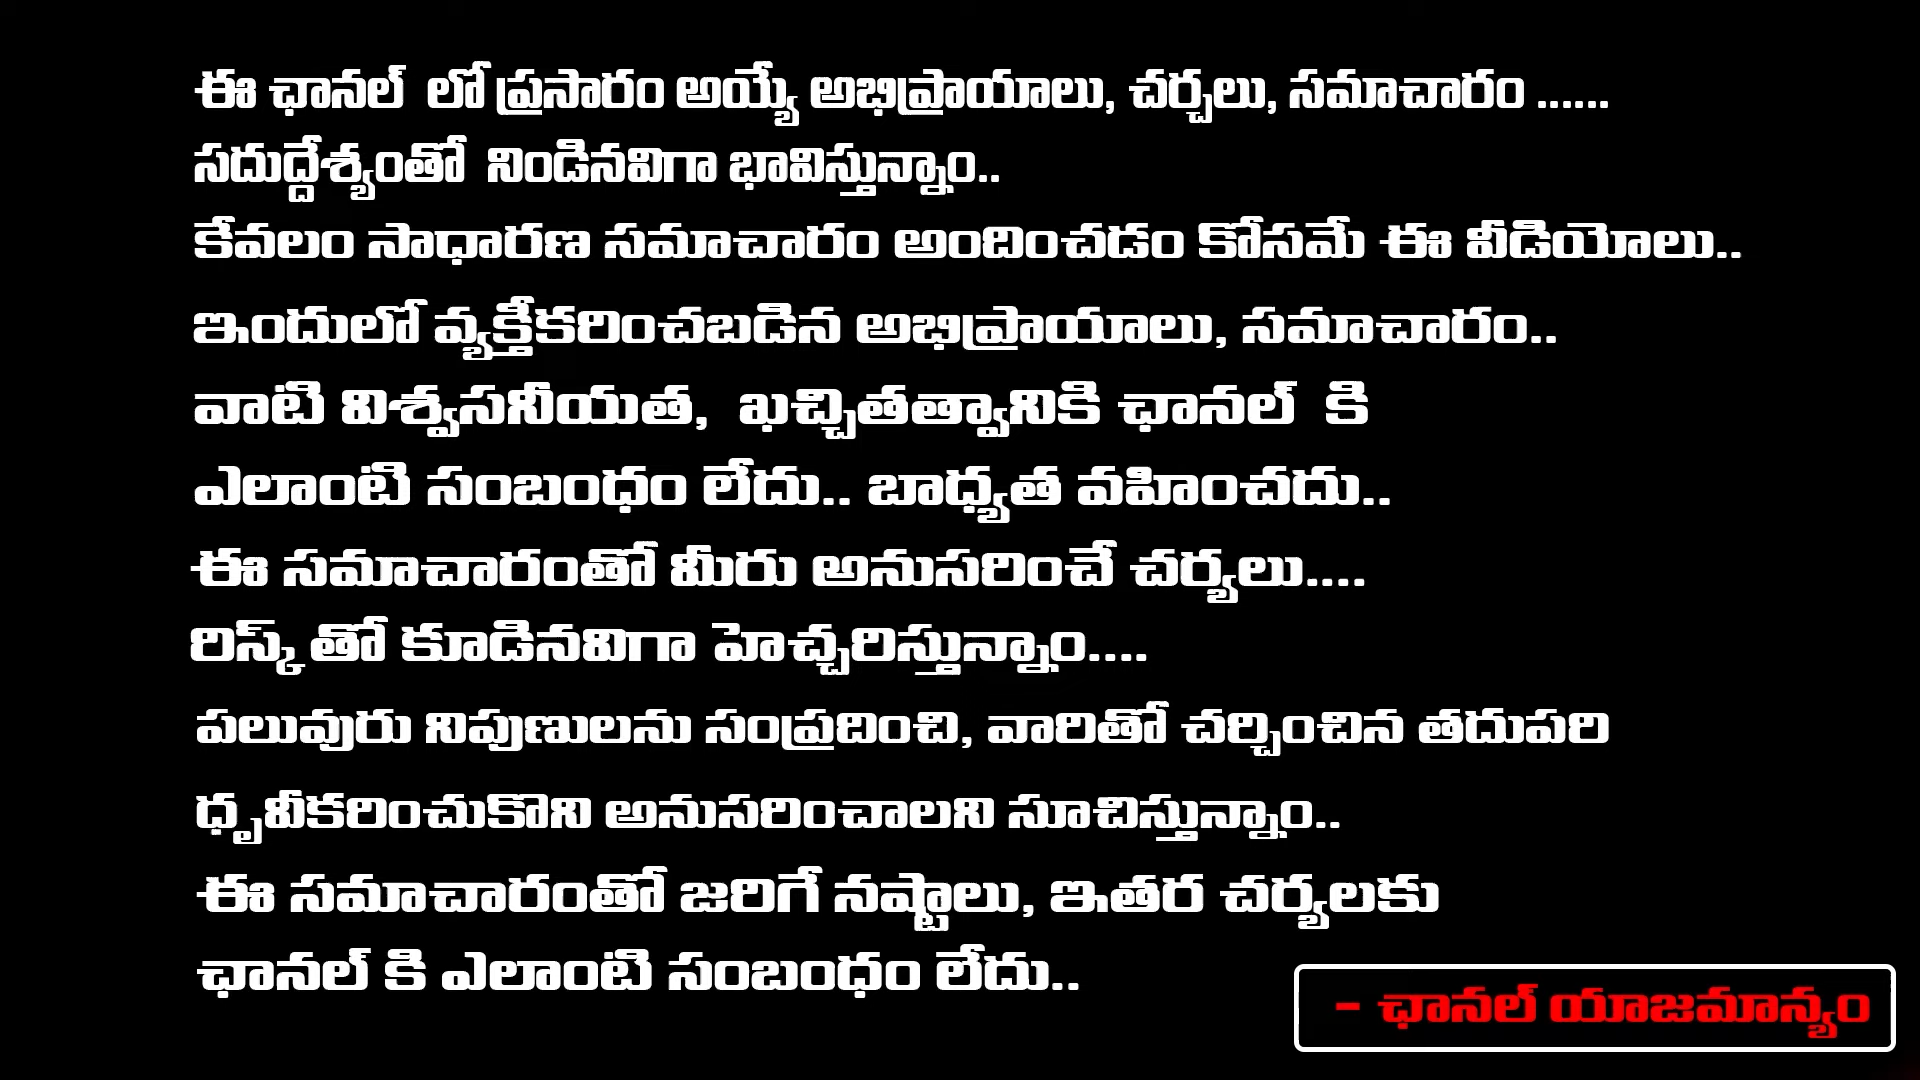 ఈ ఛానల్ లో ప్రసారం అయ్యే అభిప్రాయాలు, చర్చలు, సమాచారం ......
సదుద్దేశ్యంతో నిండినవిగా భావిస్తున్నాం..
కేవలం సాధారణ సమాచారం అందించడం కోసమే ఈ వీడియోలు..
ఇందులో వ్యక్తీకరించబడిన అభిప్రాయాలు, సమాచారం..
వాటి విశ్వసనీయత, ఖచ్చితత్వానికి ఛానల్ కి
ఎలాంటి సంబంధం లేదు.. బాధ్యత వహించదు..
ఈ సమాచారంతో మీరు అనుసరించే చర్యలు....
రిస్క్ తో కూడినవిగా హెచ్చరిస్తున్నాం....
పలువురు నిపుణులను సంప్రదించి, వారితో చర్చించిన తదుపరి
ధృవీకరించుకొని అనుసరించాలని సూచిస్తున్నాం..
ఈ సమాచారంతో జరిగే నష్టాలు, ఇతర చర్యలకు
ఛానల్ కి ఎలాంటి సంబంధం లేదు..
- ఛానల్ యాజమాన్యం